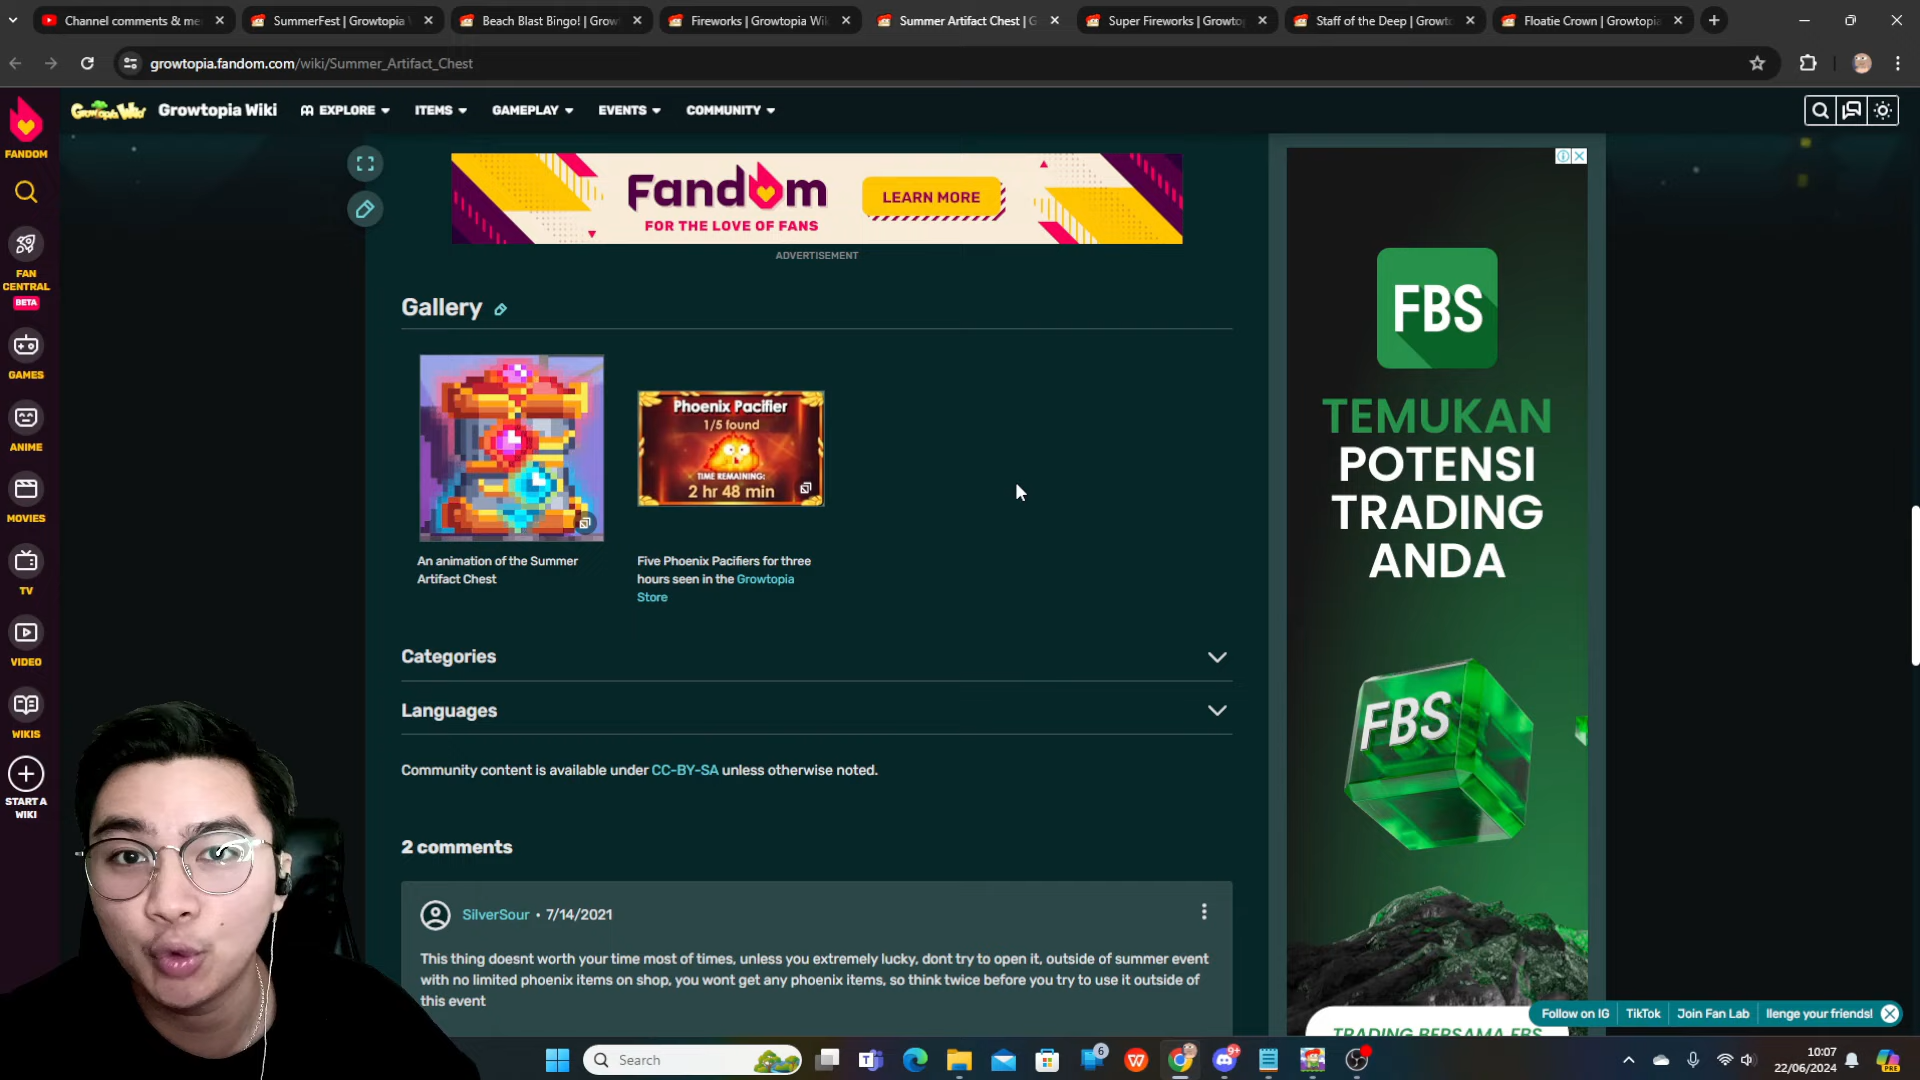 Channel comments & me
SummerFest | Growtopia
Beach Blast Bingo! | Grow
Fireworks | Growtopia Wik
Summer Artifact Chest | G
Super Fireworks | Growto
Staff of the Deep | Growto
Floatie Crown | Growtopia
growtopia.fandom.com/wiki/Summer_Artifact_Chest
Growtopia Wiki
EXPLORE
ITEMS
GAMEPLAY
EVENTS
COMMUNITY
FANDOM
FAN CENTRAL
BETA
GAMES
ANIME
MOVIES
TV
VIDEO
WIKIS
START A
WIKI
Fandom
FOR THE LOVE OF FANS
LEARN MORE
ADVERTISEMENT
Gallery
Phoenix Pacifier
1/5 found
TIME REMAINING:
2 hr 48 min
An animation of the Summer
Artifact Chest
Five Phoenix Pacifiers for three
hours seen in the Growtopia
Store
Categories
Languages
Community content is available under CC-BY-SA unless otherwise noted.
2 comments
SilverSour • 7/14/2021
This thing doesnt worth your time most of times, unless you extremely lucky, dont try to open it, outside of summer event
with no limited phoenix items on shop, you wont get any phoenix items, so think twice before you try to use it outside of
this event
FBS
TEMUKAN
POTENSI
TRADING
ANDA
FBS
TRADING BERSAMA FBS
Follow on IG
TikTok
Join Fan Lab
llenge your friends!
Search
6
9+
10:07
22/06/2024
PRE